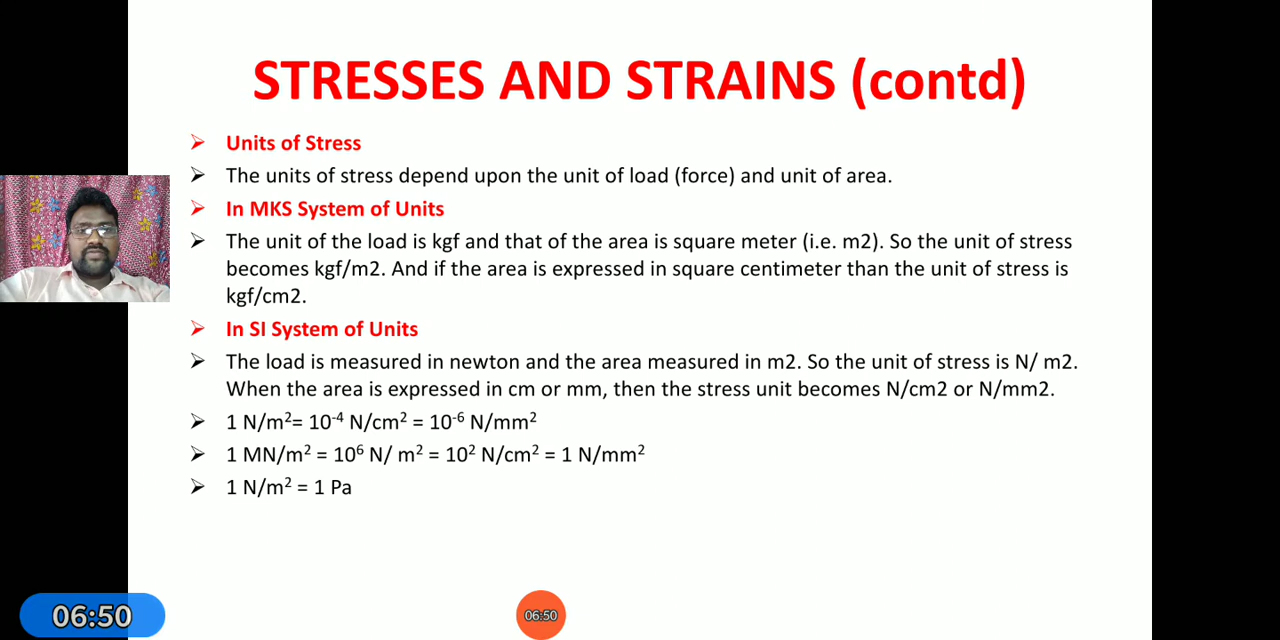 STRESSES AND STRAINS (contd)
➢ Units of Stress
➢ The units of stress depend upon the unit of load (force) and unit of area.
➢ In MKS System of Units
➢ The unit of the load is kgf and that of the area is square meter (i.e. m2). So the unit of stress
becomes kgf/m2. And if the area is expressed in square centimeter than the unit of stress is
kgf/cm2.
➢ In SI System of Units
➢ The load is measured in newton and the area measured in m2. So the unit of stress is N/ m2.
When the area is expressed in cm or mm, then the stress unit becomes N/cm2 or N/mm2.
➢ 1 N/m²= 10⁻⁴ N/cm² = 10⁻⁶ N/mm²
➢ 1 MN/m² = 10⁶ N/ m² = 10² N/cm² = 1 N/mm²
➢ 1 N/m² = 1 Pa
06:50
06:50